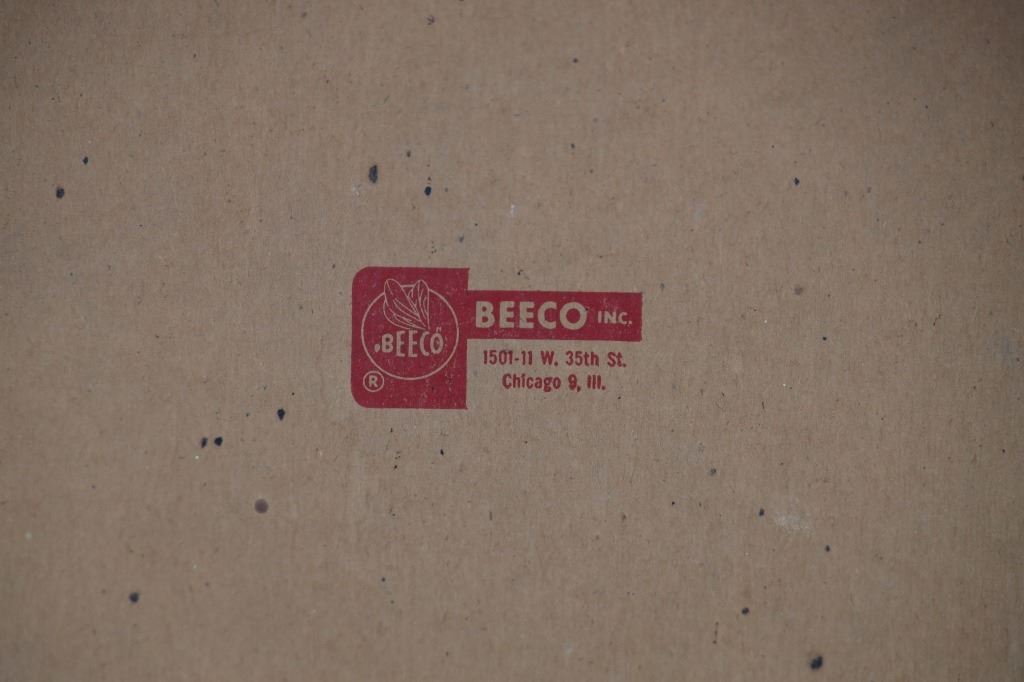 BEECO
®
BEECO INC.
1501-11 W. 35th St.
Chicago 9, Ill.